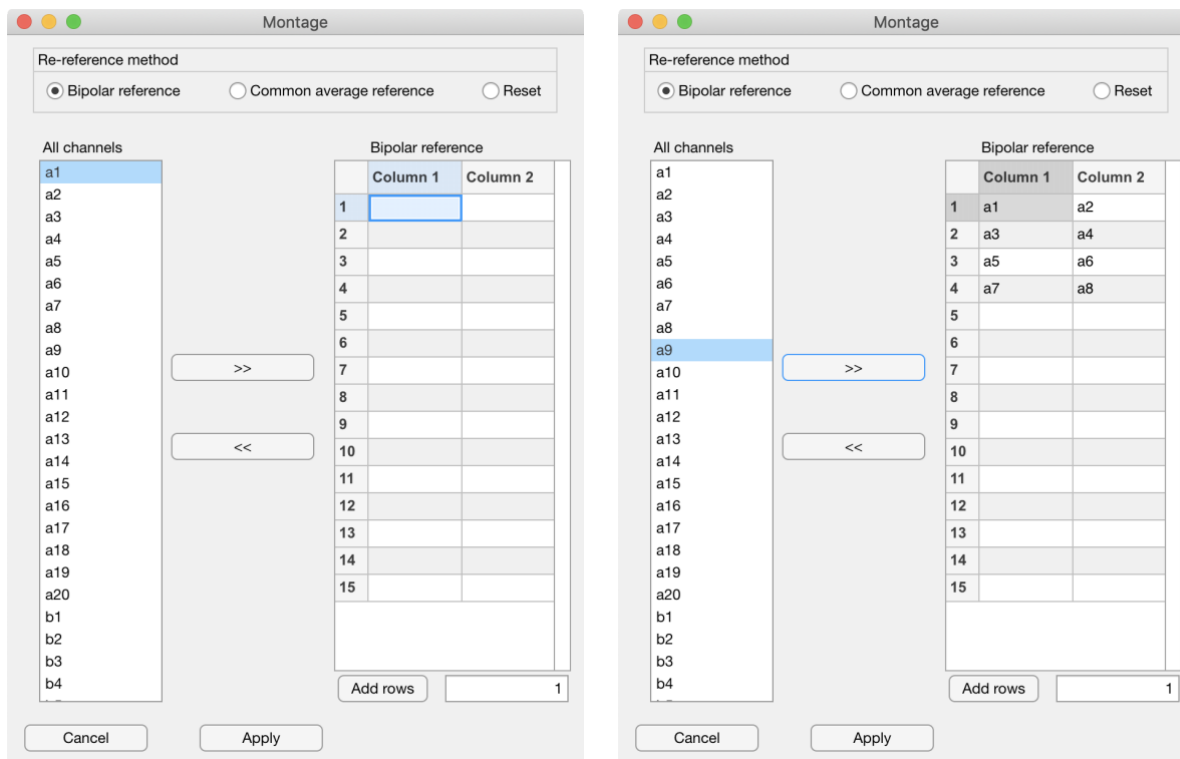 Montage
Re-reference method
Bipolar reference Common average reference Reset
All channels Bipolar reference
a1
a2
a3
a4
a5
a6
a7
a8
a9
a10
a11
a12
a13
a14
a15
a16
a17
a18
a19
a20
b1
b2
b3
b4
>>
<<
Column 1 Column 2
1
2
3
4
5
6
7
8
9
10
11
12
13
14
15
Add rows 1
Cancel Apply
Montage
Re-reference method
Bipolar reference Common average reference Reset
All channels Bipolar reference
a1
a2
a3
a4
a5
a6
a7
a8
a9
a10
a11
a12
a13
a14
a15
a16
a17
a18
a19
a20
b1
b2
b3
b4
>>
<<
Column 1 Column 2
1 a1 a2
2 a3 a4
3 a5 a6
4 a7 a8
5
6
7
8
9
10
11
12
13
14
15
Add rows 1
Cancel Apply